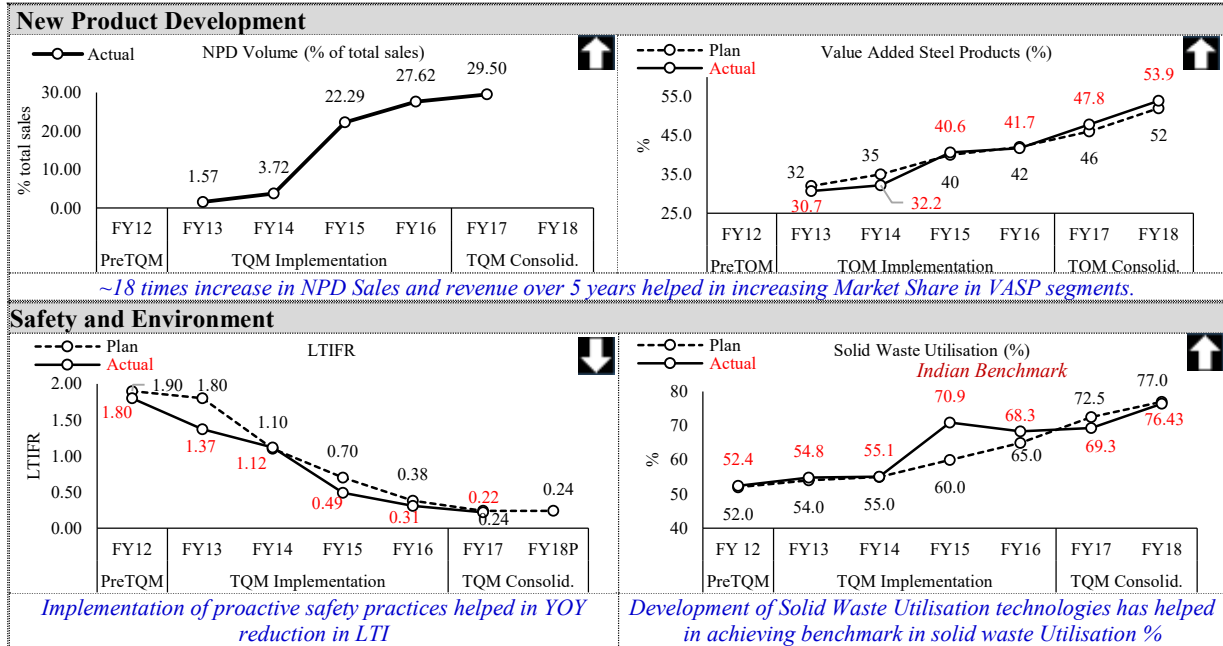 New Product Development
Actual
NPD Volume (% of total sales)
% total sales
30.00
20.00
10.00
0.00
1.57
3.72
22.29
27.62
29.50
FY12 FY13 FY14 FY15 FY16 FY17 FY18
PreTQM TQM Implementation TQM Consolid.
Plan
Actual
Value Added Steel Products (%)
%
55.0
45.0
35.0
25.0
32
35
40.6
41.7
47.8
53.9
30.7
32.2
40
42
46
52
FY12 FY13 FY14 FY15 FY16 FY17 FY18
PreTQM TQM Implementation TQM Consolid.
~18 times increase in NPD Sales and revenue over 5 years helped in increasing Market Share in VASP segments.
Safety and Environment
Plan
Actual
LTIFR
LTIFR
2.00
1.50
1.00
0.50
0.00
1.90
1.80
1.10
0.70
0.38
0.22
0.24
1.80
1.37
1.12
0.49
0.31
0.24
FY12 FY13 FY14 FY15 FY16 FY17 FY18P
PreTQM TQM Implementation TQM Consolid.
Implementation of proactive safety practices helped in YOY
reduction in LTI
Plan
Actual
Solid Waste Utilisation (%)
Indian Benchmark
%
80
70
60
50
40
52.4
54.8
55.1
70.9
68.3
72.5
77.0
52.0
54.0
55.0
60.0
65.0
69.3
76.43
FY 12 FY13 FY14 FY15 FY16 FY17 FY18
PreTQM TQM Implementation TQM Consolid.
Development of Solid Waste Utilisation technologies has helped
in achieving benchmark in solid waste Utilisation %